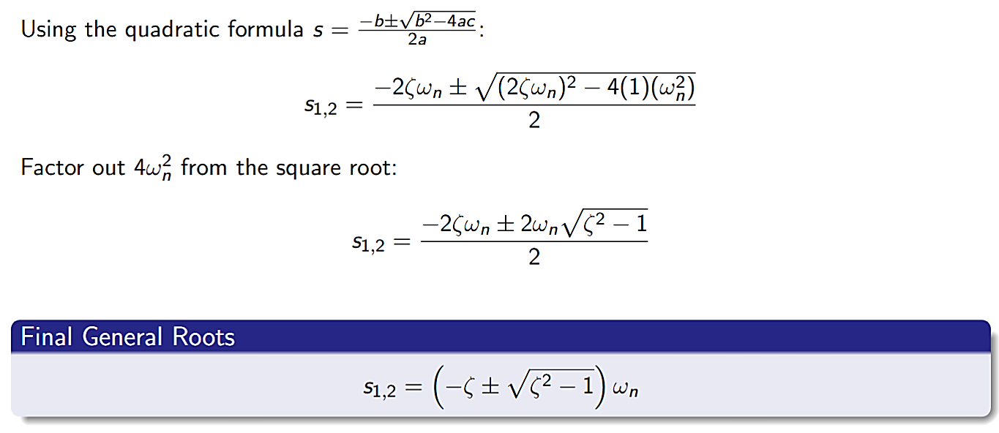 Using the quadratic formula $s = \frac{-b \pm \sqrt{b^2 - 4ac}}{2a}$:
$s_{1,2} = \frac{-2\zeta\omega_n \pm \sqrt{(2\zeta\omega_n)^2 - 4(1)(\omega_n^2)}}{2}$
Factor out $4\omega_n^2$ from the square root:
$s_{1,2} = \frac{-2\zeta\omega_n \pm 2\omega_n\sqrt{\zeta^2 - 1}}{2}$
Final General Roots
$s_{1,2} = \left(-\zeta \pm \sqrt{\zeta^2 - 1}\right)\omega_n$